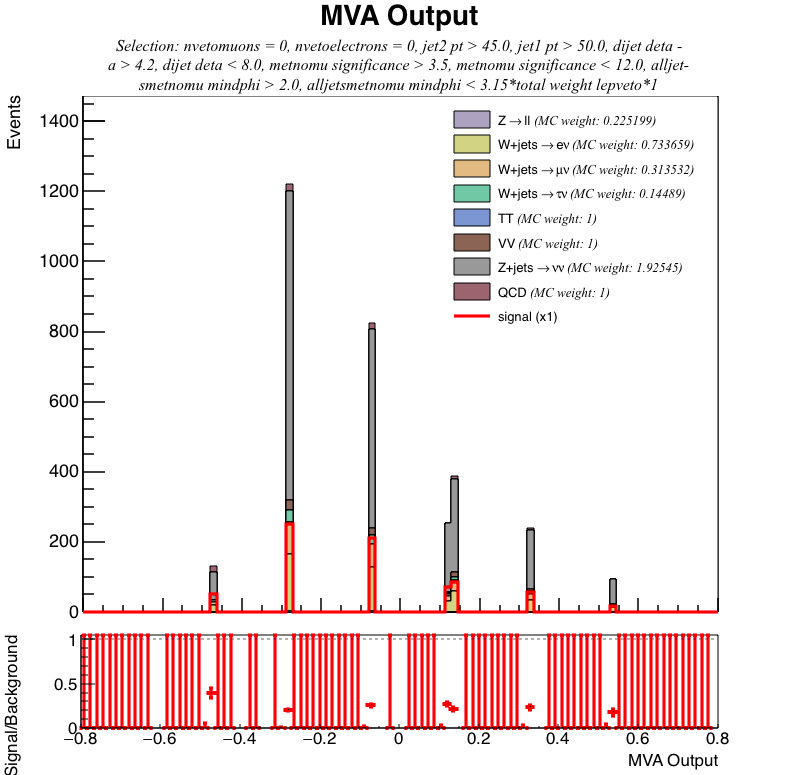 MVA Output
Selection: nvetomuons = 0, nvetoelectrons = 0, jet2 pt > 45.0, jet1 pt > 50.0, dijet deta -
a > 4.2, dijet deta < 8.0, metnomu significance > 3.5, metnomu significance < 12.0, alljet-
smetnomu mindphi > 2.0, alljetsmetnomu mindphi < 3.15*total weight lepveto*1
Events
1400
1200
1000
800
600
400
200
0
Z→ll (MC weight: 0.225199)
W+jets→eν (MC weight: 0.733659)
W+jets→μν (MC weight: 0.313532)
W+jets→τν (MC weight: 0.14489)
TT (MC weight: 1)
VV (MC weight: 1)
Z+jets→νν (MC weight: 1.92545)
QCD (MC weight: 1)
signal (x1)
Signal/Background
1
0.5
0
−0.8 −0.6 −0.4 −0.2 0 0.2 0.4 0.6 0.8
MVA Output